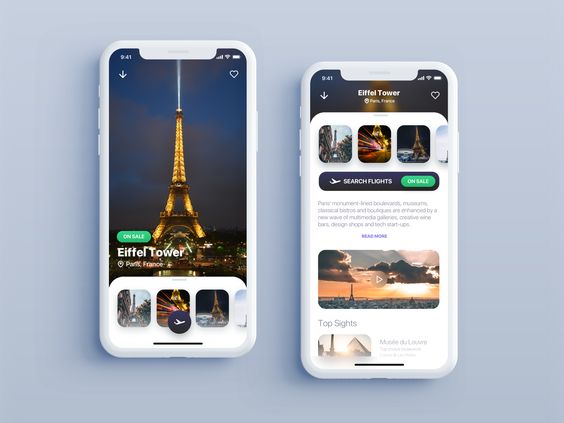 9:41
ON SALE
Eiffel Tower
Paris, France
9:41
Eiffel Tower
Paris, France
SEARCH FLIGHTS
ON SALE
Paris' monument-lined boulevards, museums,
classical bistros and boutiques are enhanced by a
new wave of multimedia galleries, creative wine
bars, design shops and tech start-ups.
READ MORE
Top Sights
Musée du Louvre